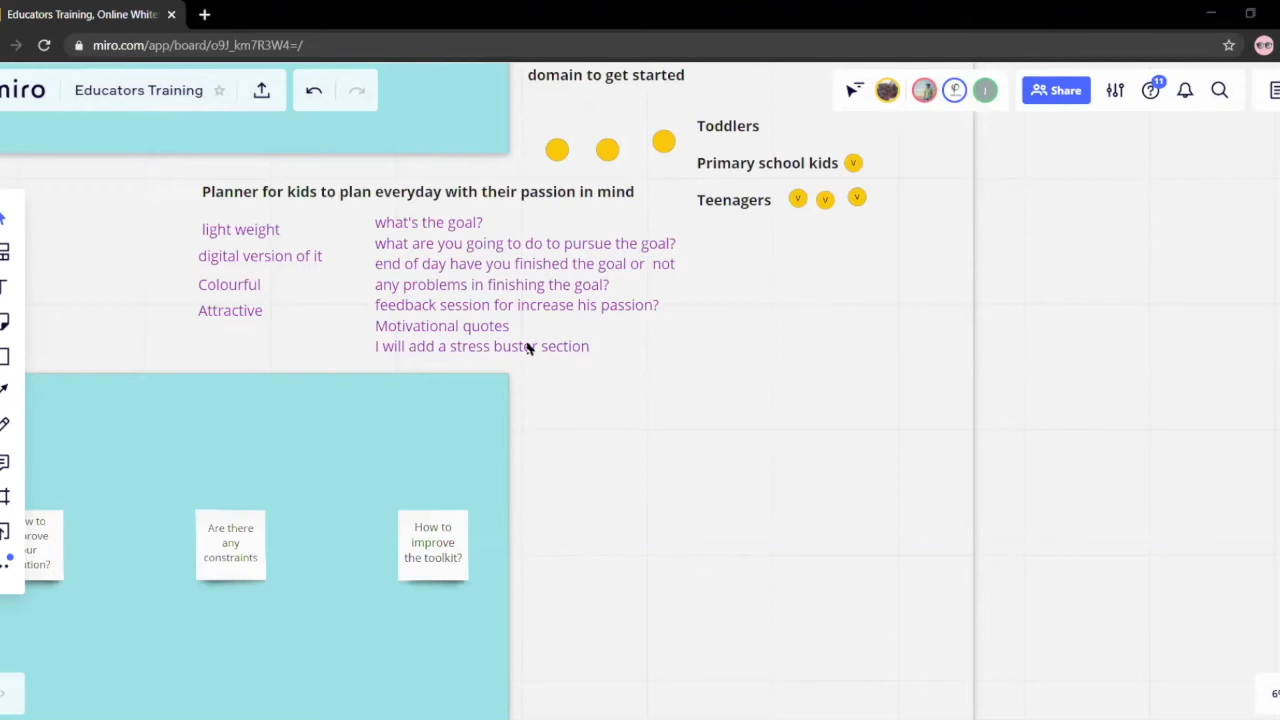 Educators Training, Online White
miro.com/app/board/o9J_km7R3W4=/
miro
Educators Training
11
Share
domain to get started
Toddlers
Primary school kids
V
Teenagers
V V V
Planner for kids to plan everyday with their passion in mind
light weight
digital version of it
Colourful
Attractive
what's the goal?
what are you going to do to pursue the goal?
end of day have you finished the goal or not
any problems in finishing the goal?
feedback session for increase his passion?
Motivational quotes
I will add a stress buster section
Are there
any
constraints
How to
improve
the toolkit?